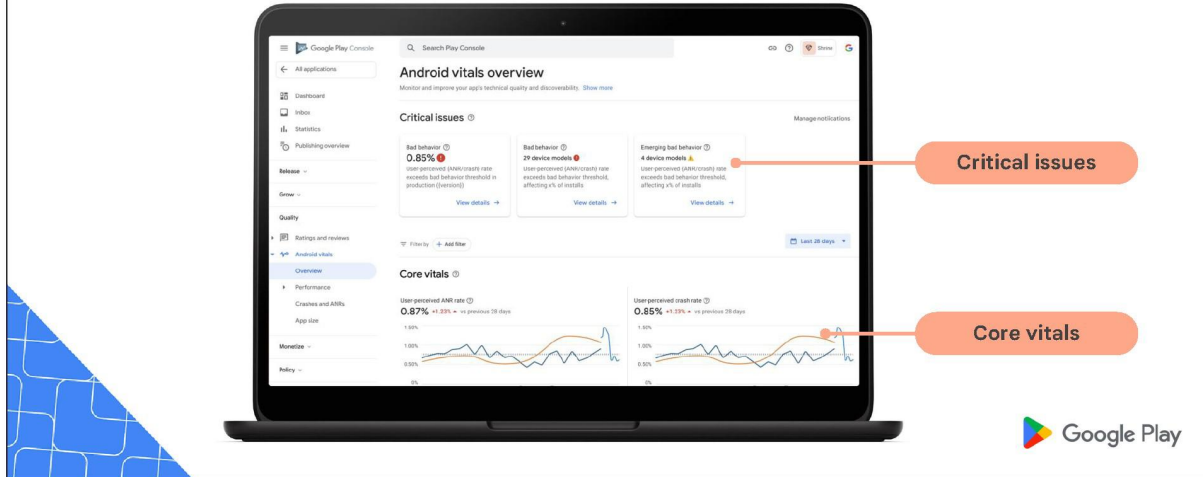 Google Play Console
Search Play Console
Shrine
All applications
Dashboard
Inbox
Statistics
Publishing overview
Release
Grow
Quality
Ratings and reviews
Android vitals
Overview
Performance
Crashes and ANRs
App size
Monetize
Policy
Android vitals overview
Monitor and improve your app's technical quality and discoverability. Show more
Critical issues
Manage notifications
Bad behavior
0.85%
User-perceived (ANR/crash) rate
exceeds bad behavior threshold in
production ({version})
View details →
Bad behavior
29 device models
User-perceived (ANR/crash) rate
exceeds bad behavior threshold,
affecting x% of installs
View details →
Emerging bad behavior
4 device models
User-perceived (ANR/crash) rate
exceeds bad behavior threshold,
affecting x% of installs
View details →
Filter by + Add filter
Last 28 days
Core vitals
User-perceived ANR rate
0.87% +1.23% vs previous 28 days
1.50%
1.00%
0.50%
0%
User-perceived crash rate
0.85% +1.23% vs previous 28 days
1.50%
1.00%
0.50%
0%
Critical issues
Core vitals
Google Play